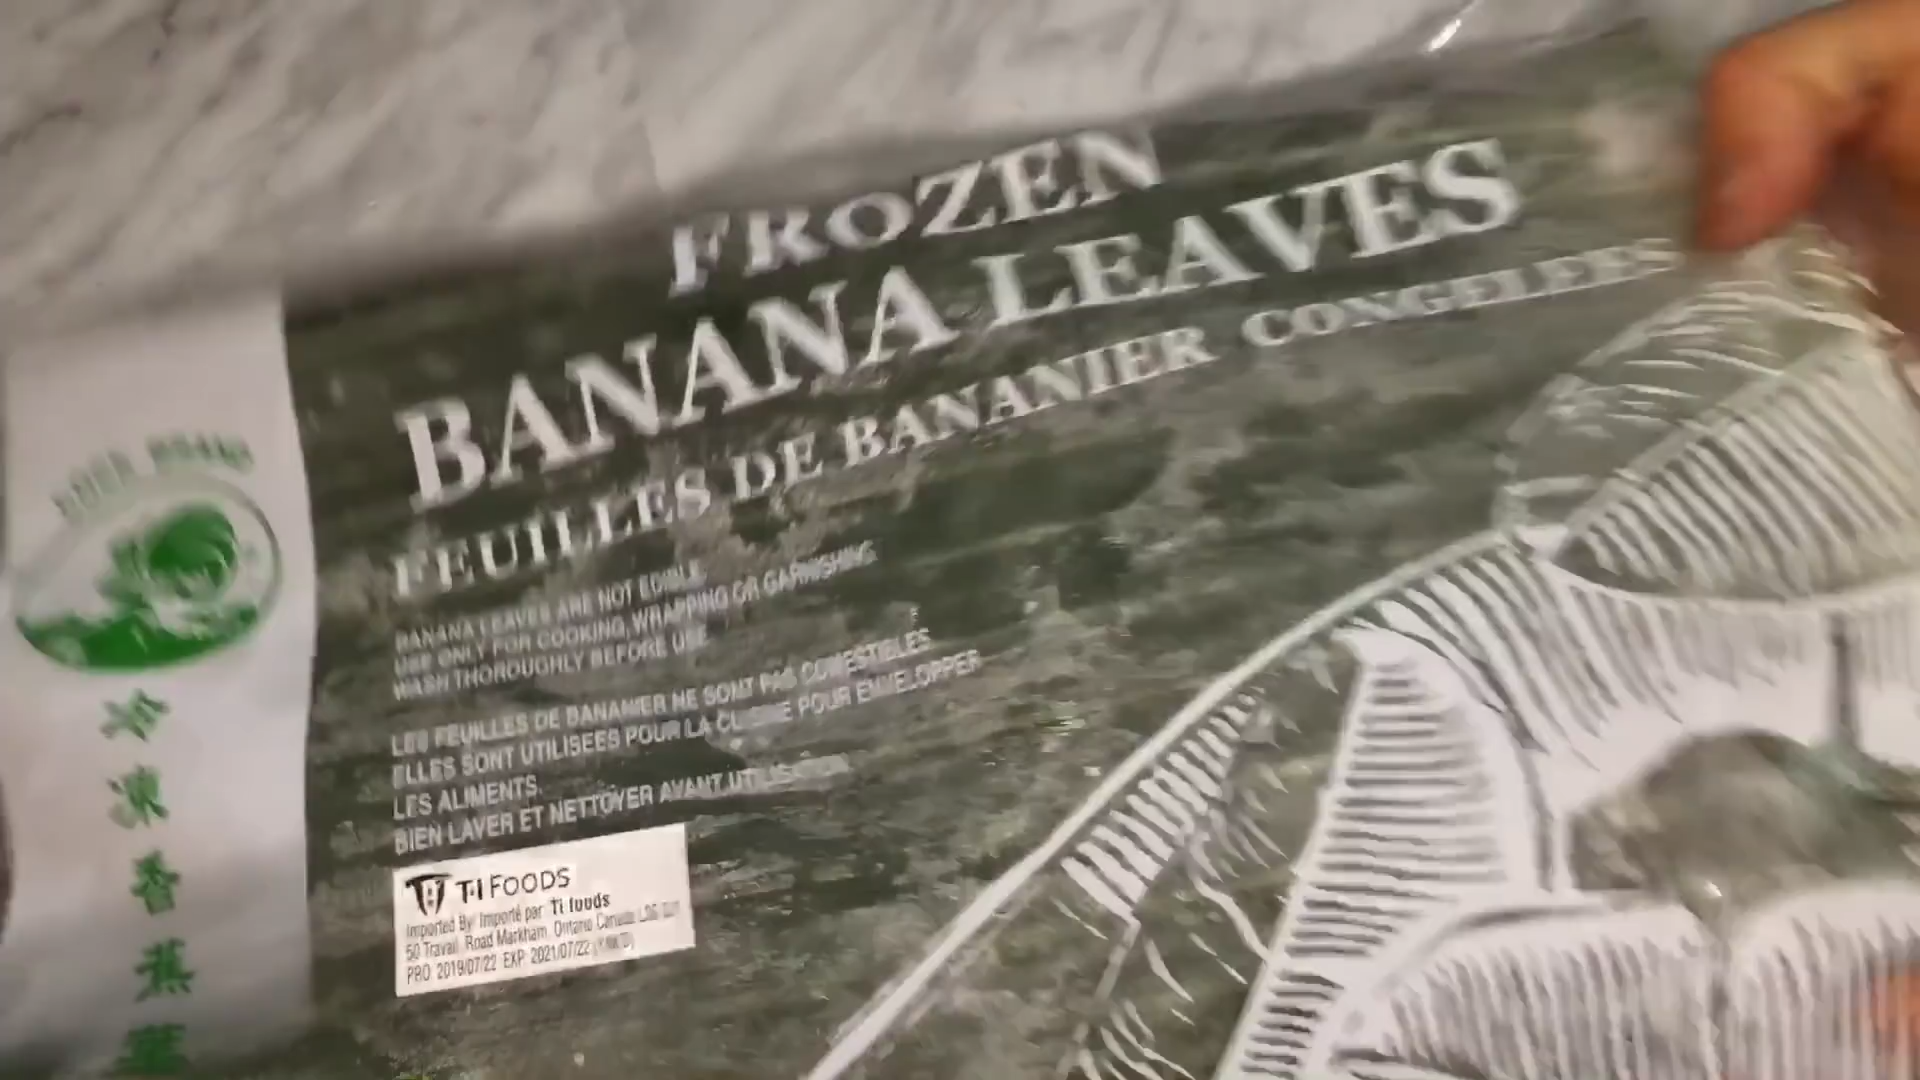 FROZEN
BANANA LEAVES
FEUILLES DE BANANIER CONGELEES
BANANA LEAVES ARE NOT EDIBLE
USE ONLY FOR COOKING, WRAPPING OR GARNISHING
WASH THOROUGHLY BEFORE USE
LES FEUILLES DE BANANIER NE SONT PAS COMESTIBLES
ELLES SONT UTILISEES POUR LA CUISINE POUR ENVELOPPER
LES ALIMENTS.
BIEN LAVER ET NETTOYER AVANT UTILISATION
T·I FOODS
Imported By/ Importé par Ti foods
50 Travail Road Markham, Ontario Canada
PRO 2019/07/22 EXP 2021/07/22
BRAND
冷
凍
香
蕉
葉